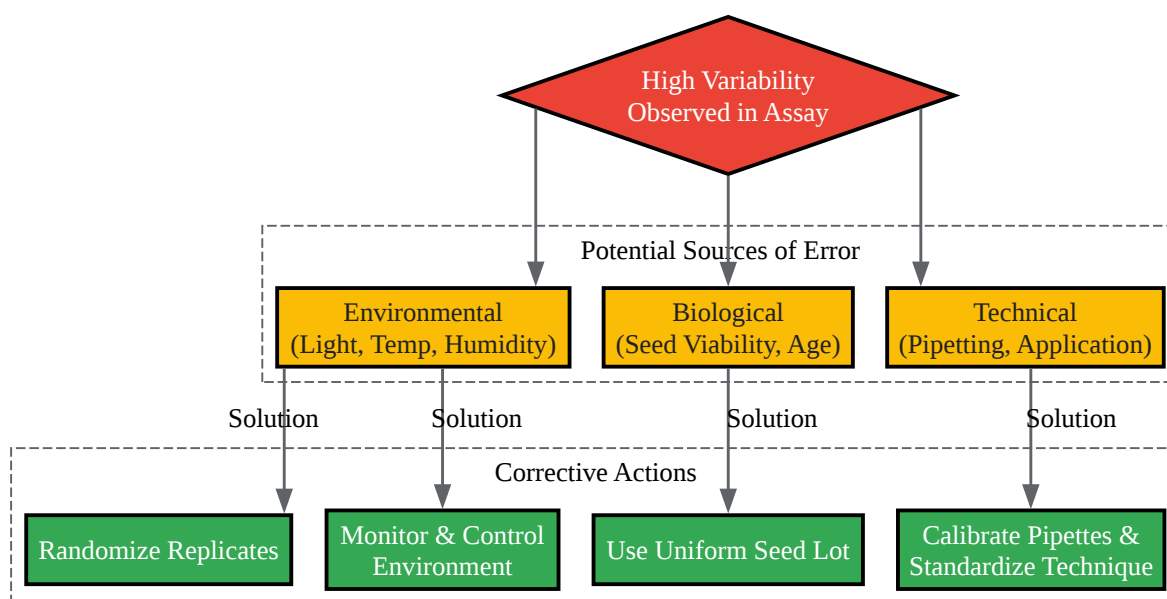 High Variability
Observed in Assay
Potential Sources of Error
Environmental
(Light, Temp, Humidity)
Biological
(Seed Viability, Age)
Technical
(Pipetting, Application)
Solution
Solution
Solution
Solution
Corrective Actions
Randomize Replicates
Monitor & Control
Environment
Use Uniform Seed Lot
Calibrate Pipettes &
Standardize Technique